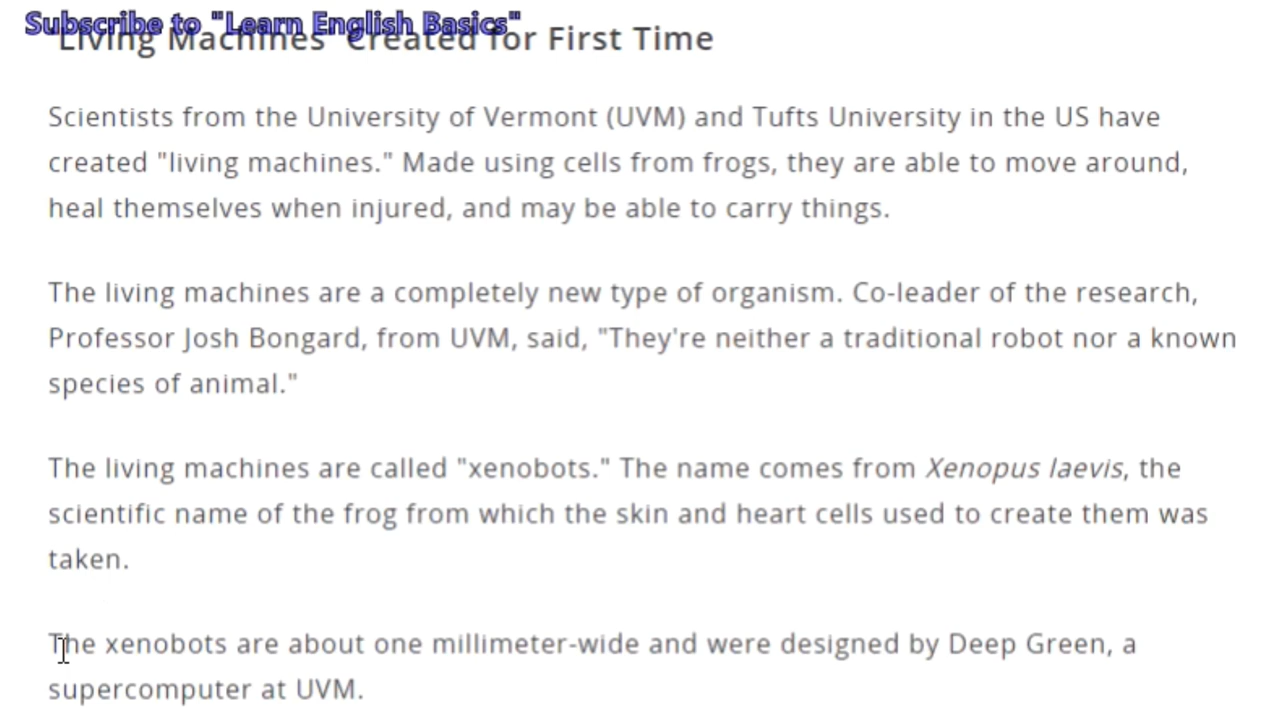 Subscribe to "Learn English Basics"
Living Machines" Created for First Time
Scientists from the University of Vermont (UVM) and Tufts University in the US have
created "living machines." Made using cells from frogs, they are able to move around,
heal themselves when injured, and may be able to carry things.
The living machines are a completely new type of organism. Co-leader of the research,
Professor Josh Bongard, from UVM, said, "They're neither a traditional robot nor a known
species of animal."
The living machines are called "xenobots." The name comes from Xenopus laevis, the
scientific name of the frog from which the skin and heart cells used to create them was
taken.
The xenobots are about one millimeter-wide and were designed by Deep Green, a
supercomputer at UVM.